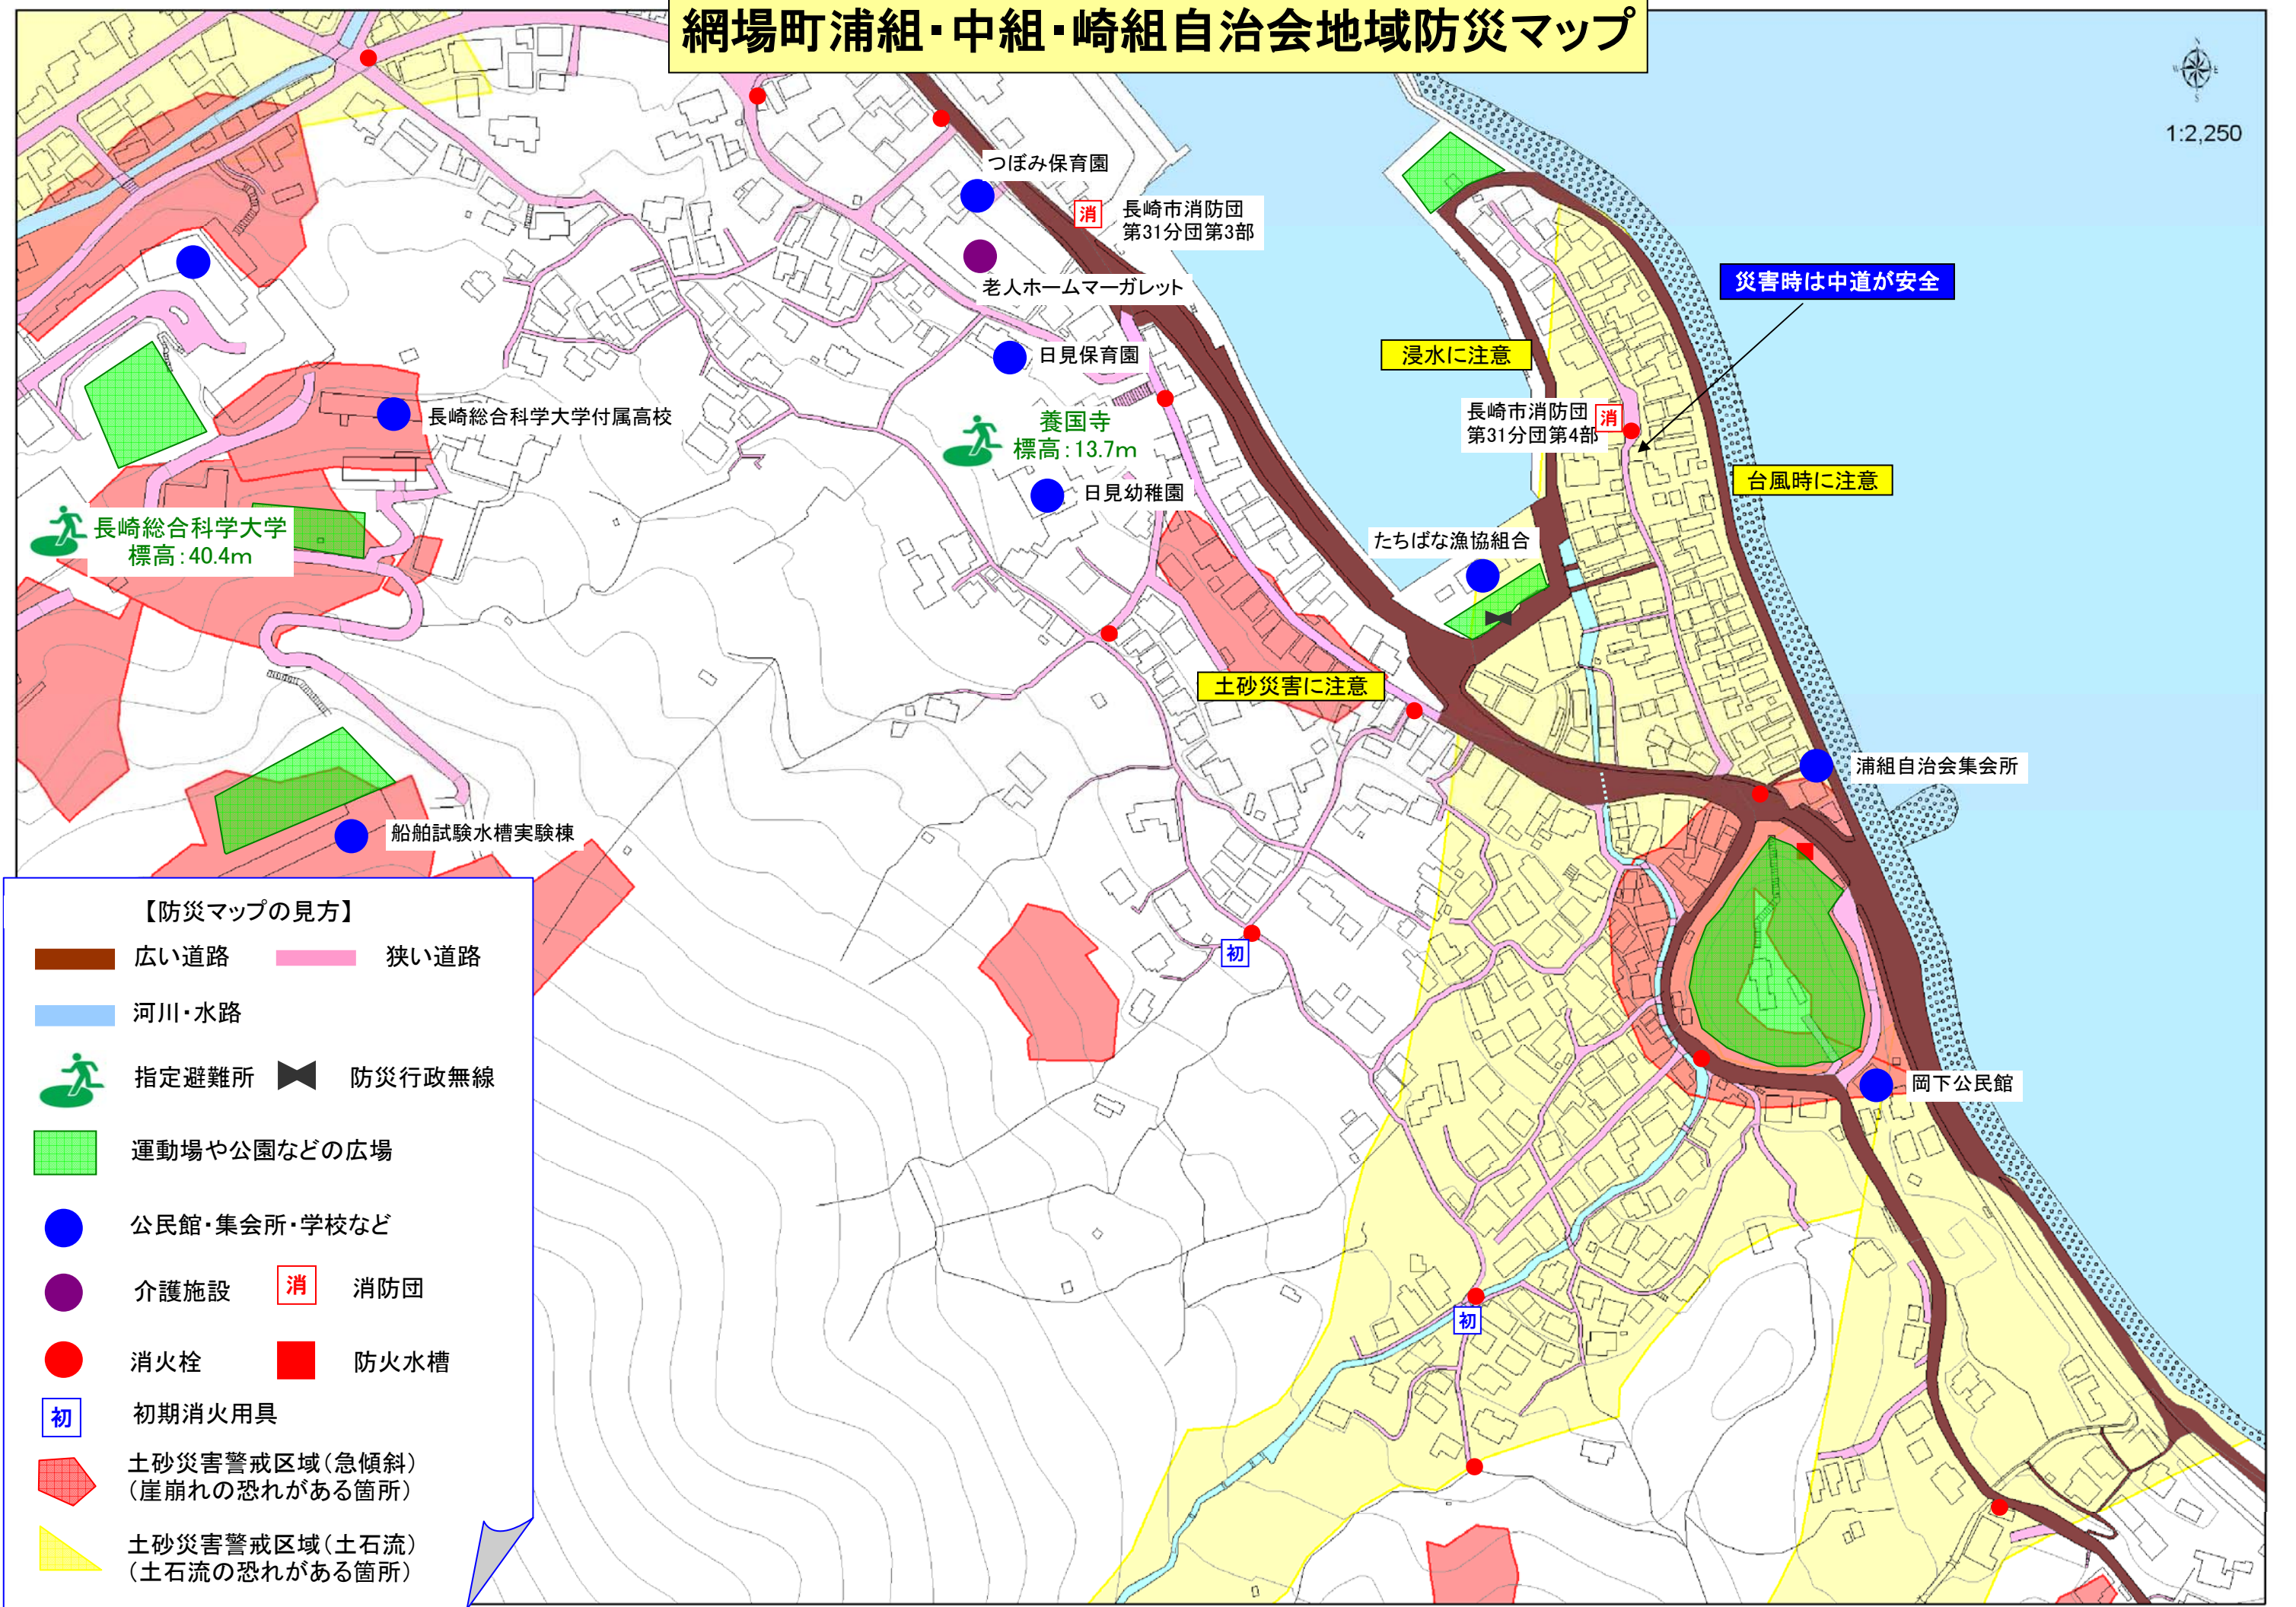 網場町浦組・中組・崎組自治会地域防災マップ
N
W E
S
1:2,250
つぼみ保育園
消
長崎市消防団
第31分団第3部
老人ホームマーガレット
災害時は中道が安全
日見保育園
浸水に注意
長崎総合科学大学付属高校
養国寺
標高:13.7m
長崎市消防団
第31分団第4部
消
台風時に注意
日見幼稚園
長崎総合科学大学
標高:40.4m
たちばな漁協組合
土砂災害に注意
浦組自治会集会所
船舶試験水槽実験棟
初
岡下公民館
初
【防災マップの見方】
広い道路 狭い道路
河川・水路
指定避難所 防災行政無線
運動場や公園などの広場
公民館・集会所・学校など
介護施設 消 消防団
消火栓 防火水槽
初 初期消火用具
土砂災害警戒区域(急傾斜)
(崖崩れの恐れがある箇所)
土砂災害警戒区域(土石流)
(土石流の恐れがある箇所)